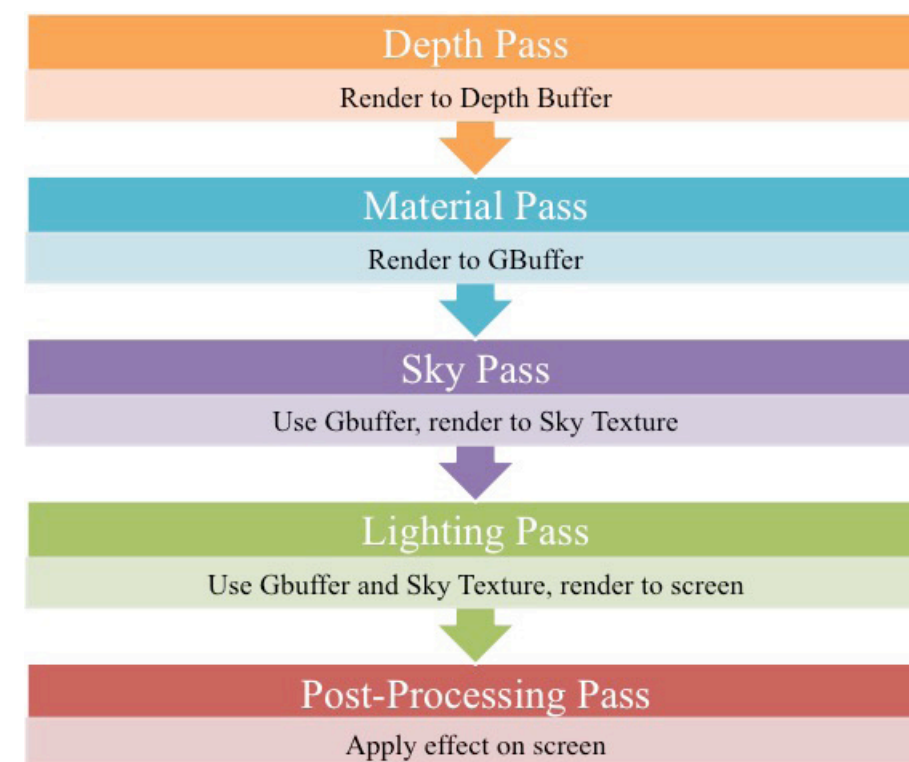 Depth Pass
Render to Depth Buffer
Material Pass
Render to GBuffer
Sky Pass
Use Gbuffer, render to Sky Texture
Lighting Pass
Use Gbuffer and Sky Texture, render to screen
Post-Processing Pass
Apply effect on screen